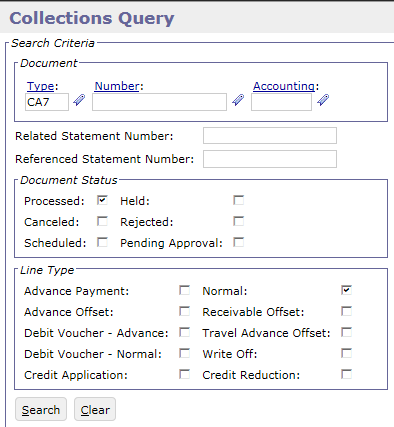 Collections Query
Search Criteria
Document
Type: Number: Accounting:
CA7
Related Statement Number:
Referenced Statement Number:
Document Status
Processed: Held:
Canceled: Rejected:
Scheduled: Pending Approval:
Line Type
Advance Payment: Normal:
Advance Offset: Receivable Offset:
Debit Voucher - Advance: Travel Advance Offset:
Debit Voucher - Normal: Write Off:
Credit Application: Credit Reduction:
Search Clear